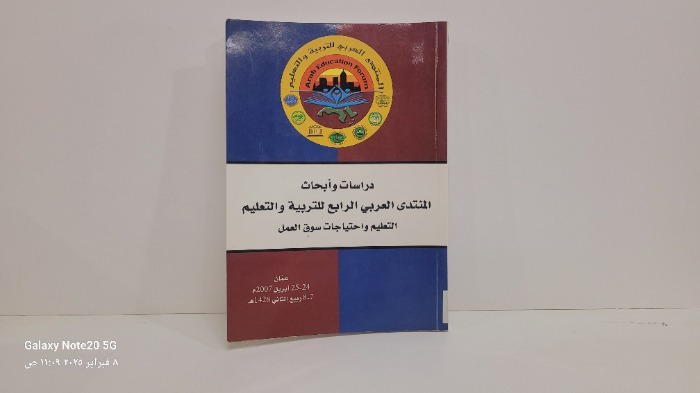 المنتدى العربي للتربية والتعليم
Arab Education Forum
دراسات وأبحاث
المنتدى العربي الرابع للتربية والتعليم
التعليم واحتياجات سوق العمل
عمان
24-25 أبريل 2007م
7-8 ربيع الثاني 1428هـ
Galaxy Note20 5G
٨ فبراير ٢٠٢٥ ١١:٠٩ ص